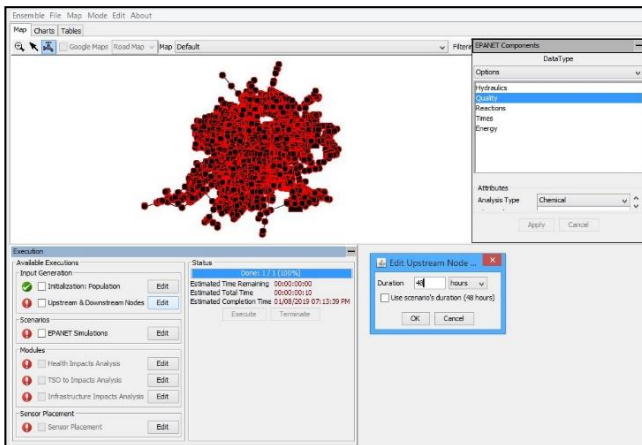 Ensemble File Map Mode Edit About
Map Charts Tables
Google Maps Road Map Map Default
EPANET Components
DataType
Options
Hydraulics
Quality
Reactions
Times
Energy
Attributes
Analysis Type Chemical
Apply Cancel
Execution
Available Executions
Input Generation
Initialization: Population Edit
Upstream & Downstream Nodes Edit
Scenarios
EPANET Simulations Edit
Modules
Health Impacts Analysis Edit
TSO to Impacts Analysis Edit
Infrastructure Impacts Analysis Edit
Sensor Placement
Sensor Placement Edit
Status
Done: 1 / 1 (100%)
Estimated Time Remaining 00:00:00:00
Estimated Total Time 00:00:00:10
Estimated Completion Time 01/08/2019 07:13:39 PM
Execute Terminate
Edit Upstream Node ...
Duration 48 hours
Use scenario's duration (48 hours)
OK Cancel